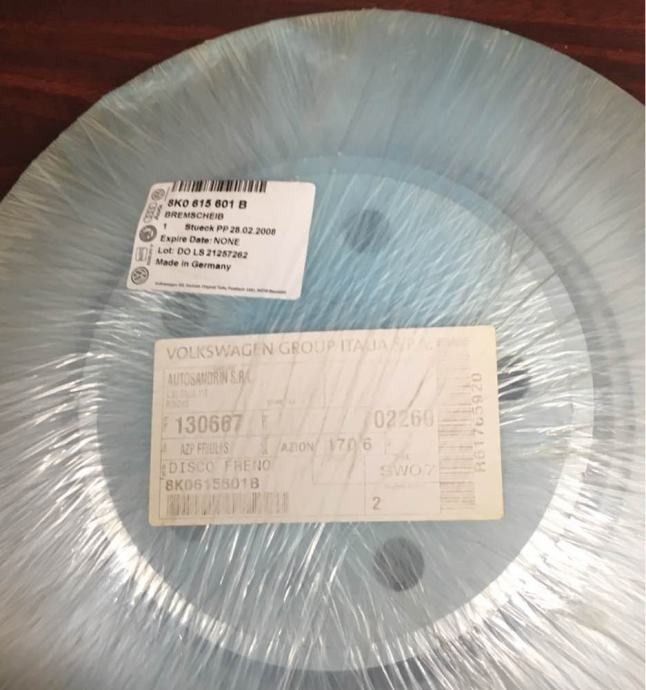 8K0 615 601 B
BREMSCHEIB
1 Stueck PP 28.02.2008
Expire Date: NONE
Lot: DO LS 21257262
Made in Germany
VOLKSWAGEN GROUP ITALIA S.P.A.
AUTOSANDRIN S.R.L.
130667
02260
AZP FRIULIS
AZION 170 6
DISCO FRENO
SW07
8K0615601B
2
R61765920